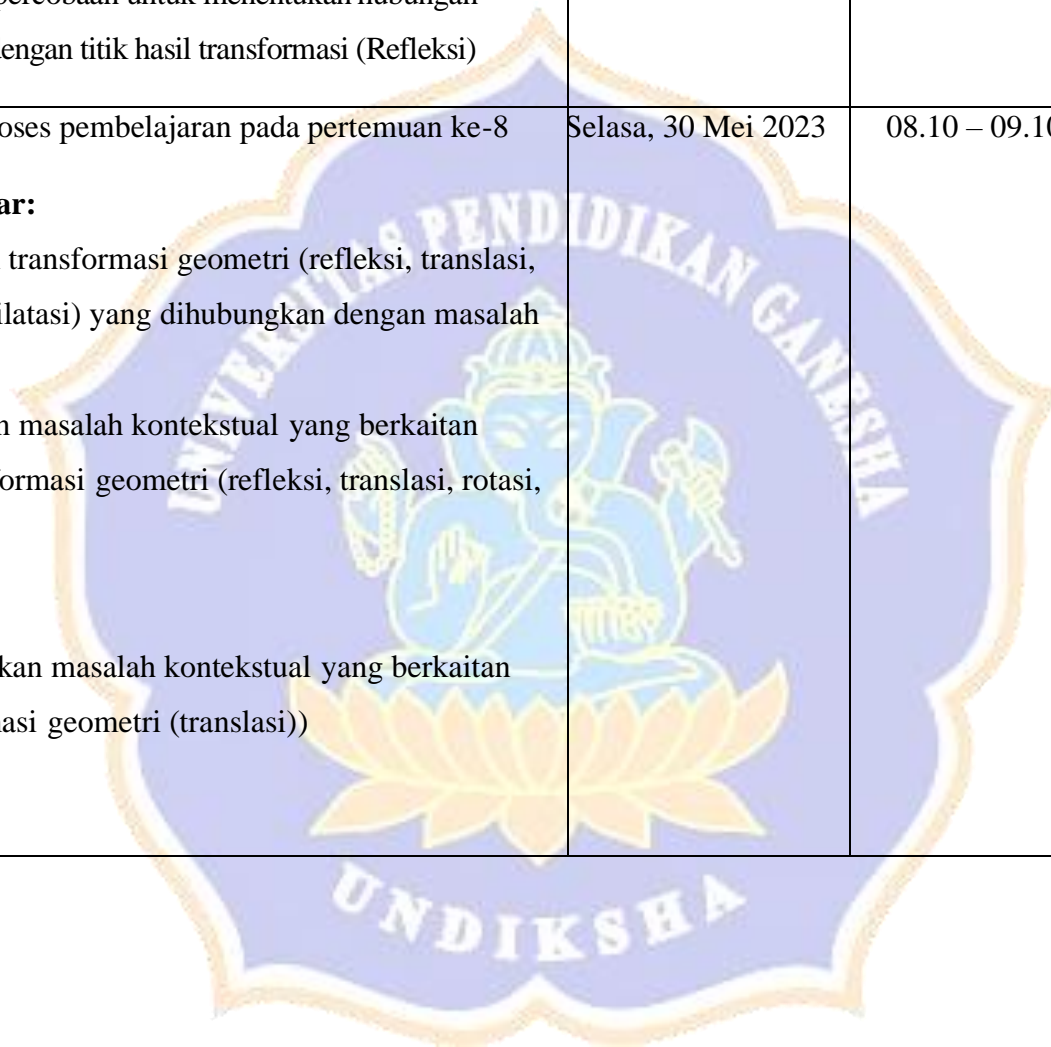 percobaan untuk menentukan hubungan
dengan titik hasil transformasi (Refleksi)
oses pembelajaran pada pertemuan ke-8
Selasa, 30 Mei 2023
08.10 – 09.10
ar:
transformasi geometri (refleksi, translasi,
ilatasi) yang dihubungkan dengan masalah
n masalah kontekstual yang berkaitan
formasi geometri (refleksi, translasi, rotasi,
kan masalah kontekstual yang berkaitan
asi geometri (translasi))
UNIVERSITAS PENDIDIKAN GANESHA
UNDIKSHA